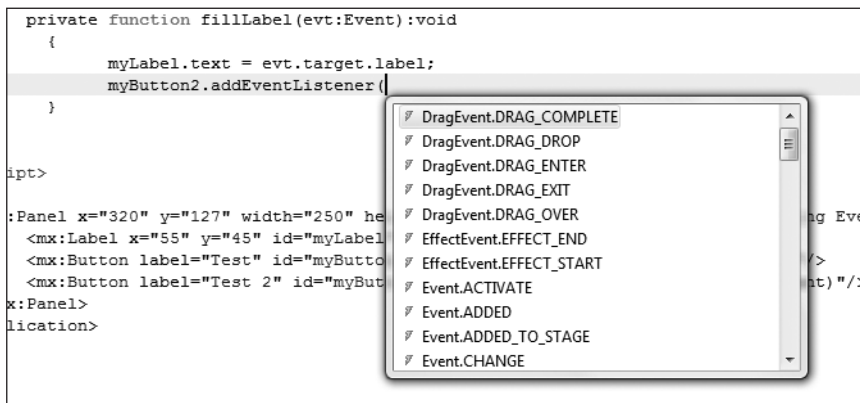 private function fillLabel(evt:Event):void
{
myLabel.text = evt.target.label;
myButton2.addEventListener(
}
DragEvent.DRAG_COMPLETE
DragEvent.DRAG_DROP
DragEvent.DRAG_ENTER
DragEvent.DRAG_EXIT
DragEvent.DRAG_OVER
EffectEvent.EFFECT_END
EffectEvent.EFFECT_START
Event.ACTIVATE
Event.ADDED
Event.ADDED_TO_STAGE
Event.CHANGE
ipt>
:Panel x="320" y="127" width="250" he ng Eve
<mx:Label x="55" y="45" id="myLabel
<mx:Button label="Test" id="myButto />
<mx:Button label="Test 2" id="myBut nt)"/>
x:Panel>
lication>